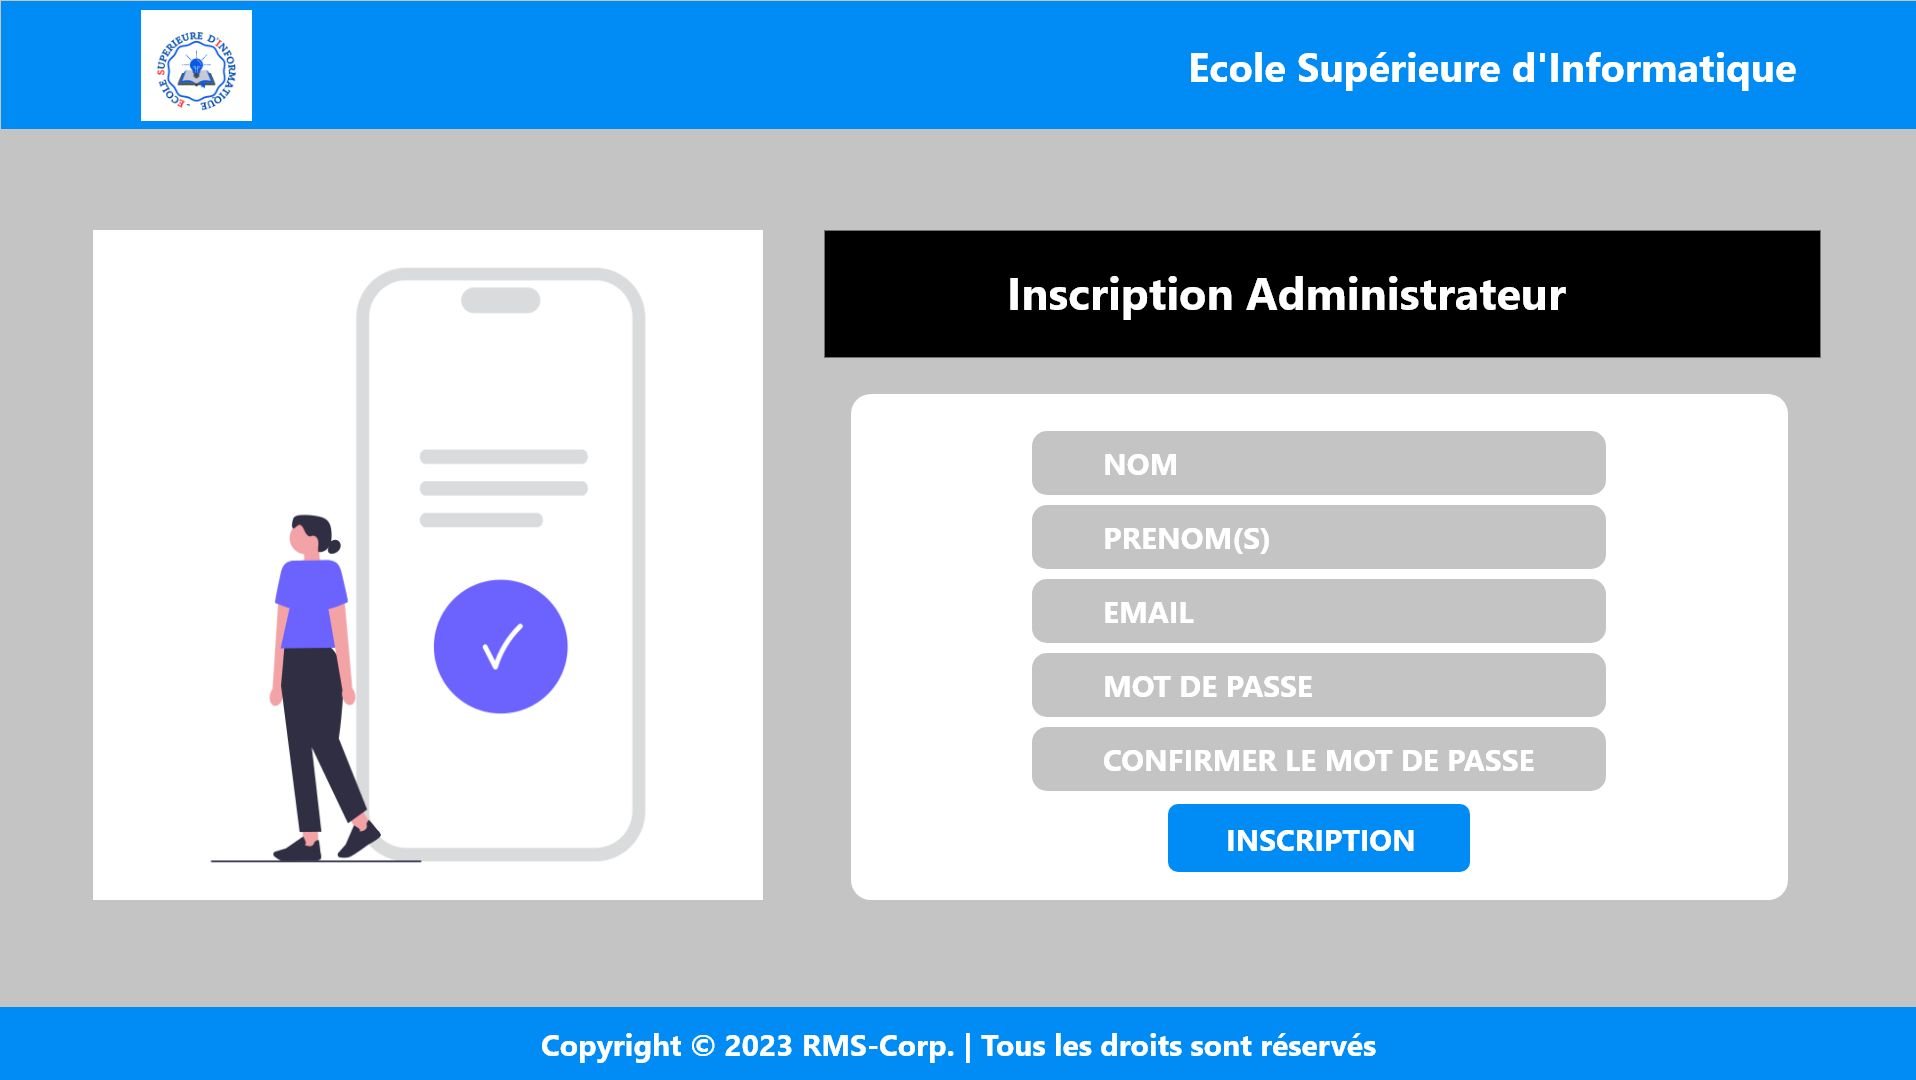 ECOLE SUPERIEURE D'INFORMATIQUE -
Ecole Supérieure d'Informatique
Inscription Administrateur
NOM
PRENOM(S)
EMAIL
MOT DE PASSE
CONFIRMER LE MOT DE PASSE
INSCRIPTION
Copyright © 2023 RMS-Corp. | Tous les droits sont réservés